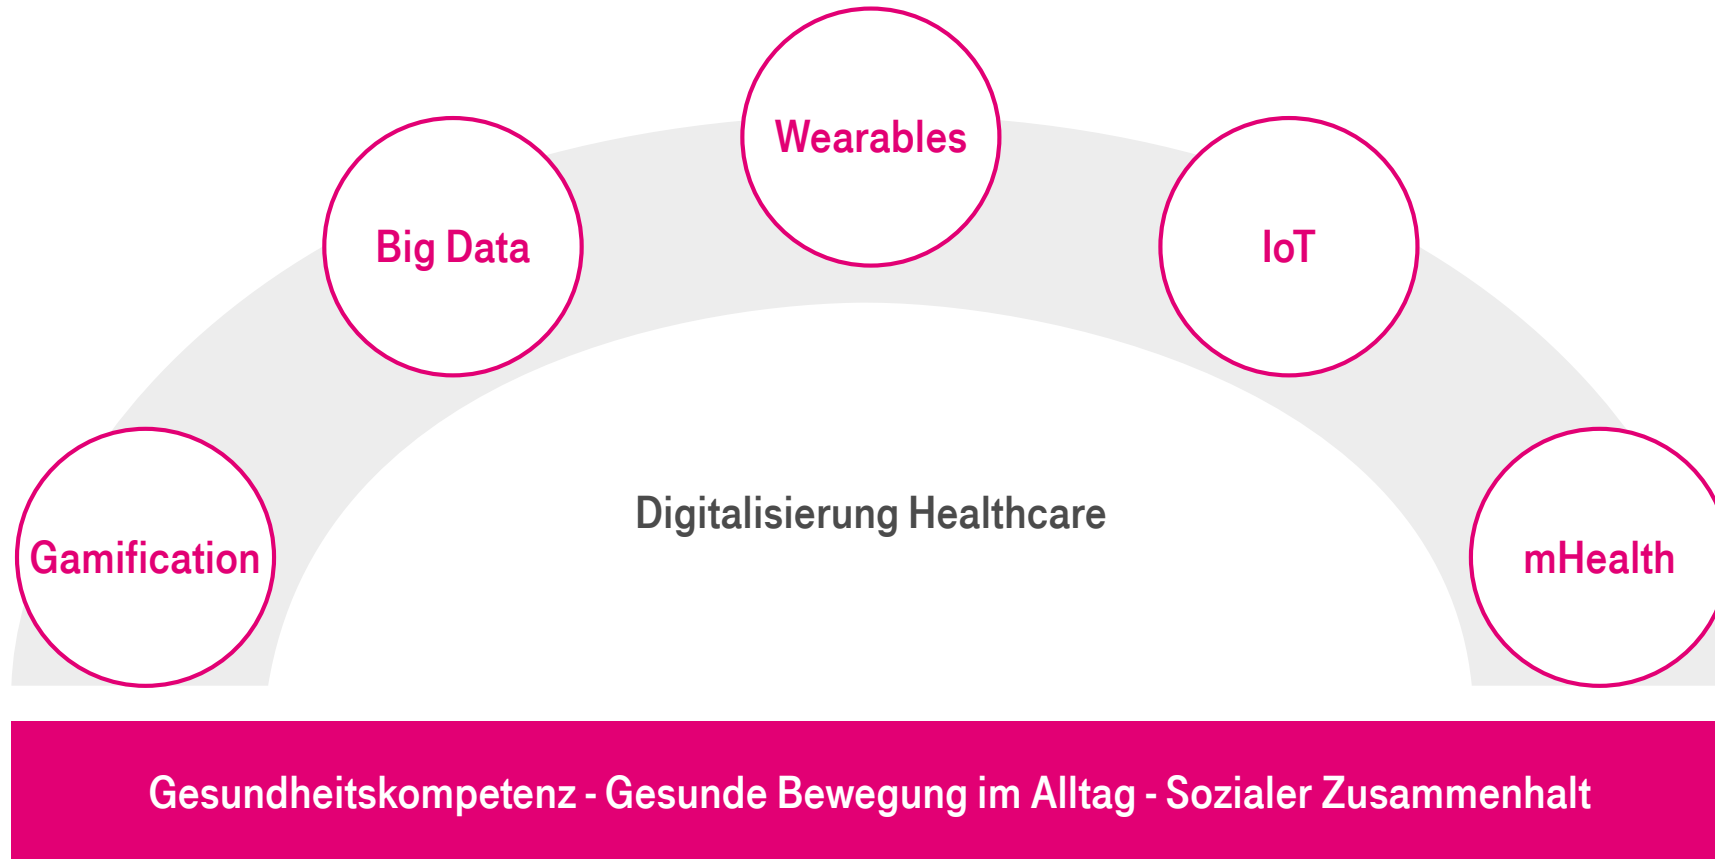 Wearables
Big Data
IoT
Digitalisierung Healthcare
Gamification
mHealth
Gesundheitskompetenz - Gesunde Bewegung im Alltag - Sozialer Zusammenhalt